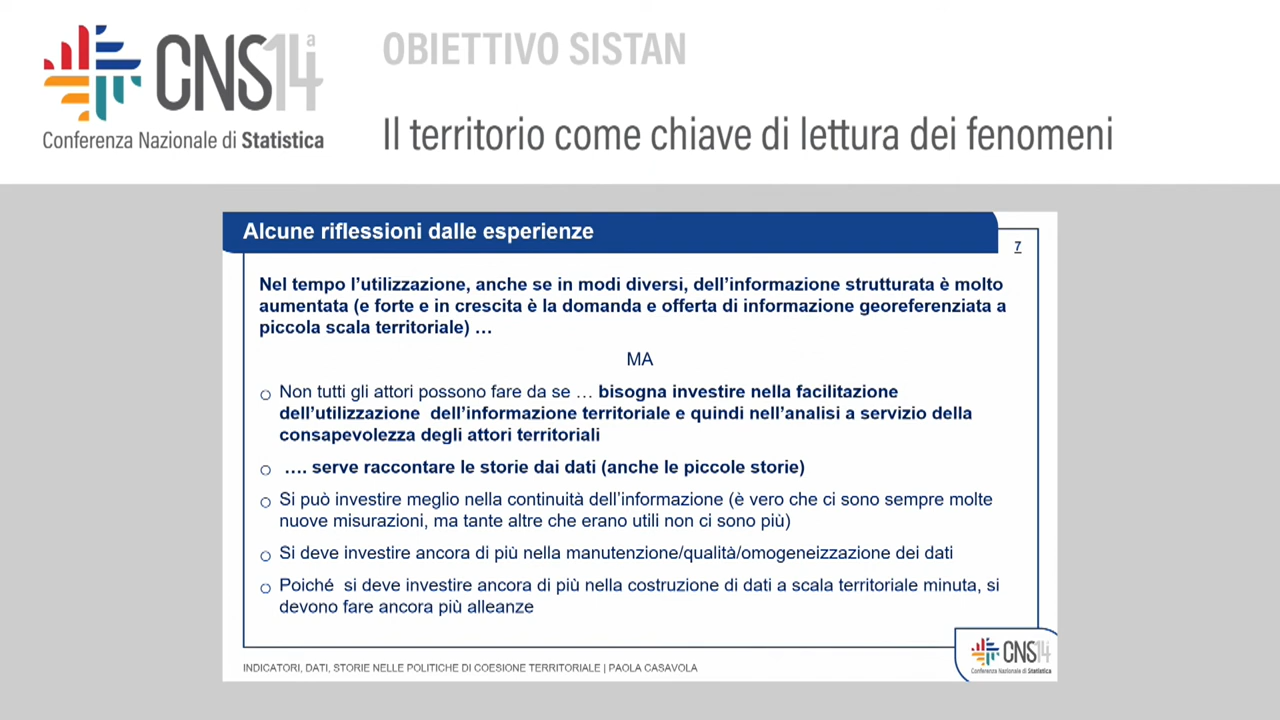 CNS14a
Conferenza Nazionale di Statistica
OBIETTIVO SISTAN
Il territorio come chiave di lettura dei fenomeni
Alcune riflessioni dalle esperienze
7
Nel tempo l’utilizzazione, anche se in modi diversi, dell’informazione strutturata è molto
aumentata (e forte e in crescita è la domanda e offerta di informazione georeferenziata a
piccola scala territoriale) …
MA
Non tutti gli attori possono fare da se … bisogna investire nella facilitazione
dell’utilizzazione dell’informazione territoriale e quindi nell’analisi a servizio della
consapevolezza degli attori territoriali
…. serve raccontare le storie dai dati (anche le piccole storie)
Si può investire meglio nella continuità dell’informazione (è vero che ci sono sempre molte
nuove misurazioni, ma tante altre che erano utili non ci sono più)
Si deve investire ancora di più nella manutenzione/qualità/omogeneizzazione dei dati
Poiché si deve investire ancora di più nella costruzione di dati a scala territoriale minuta, si
devono fare ancora più alleanze
INDICATORI, DATI, STORIE NELLE POLITICHE DI COESIONE TERRITORIALE | PAOLA CASAVOLA
CNS14a
Conferenza Nazionale di Statistica